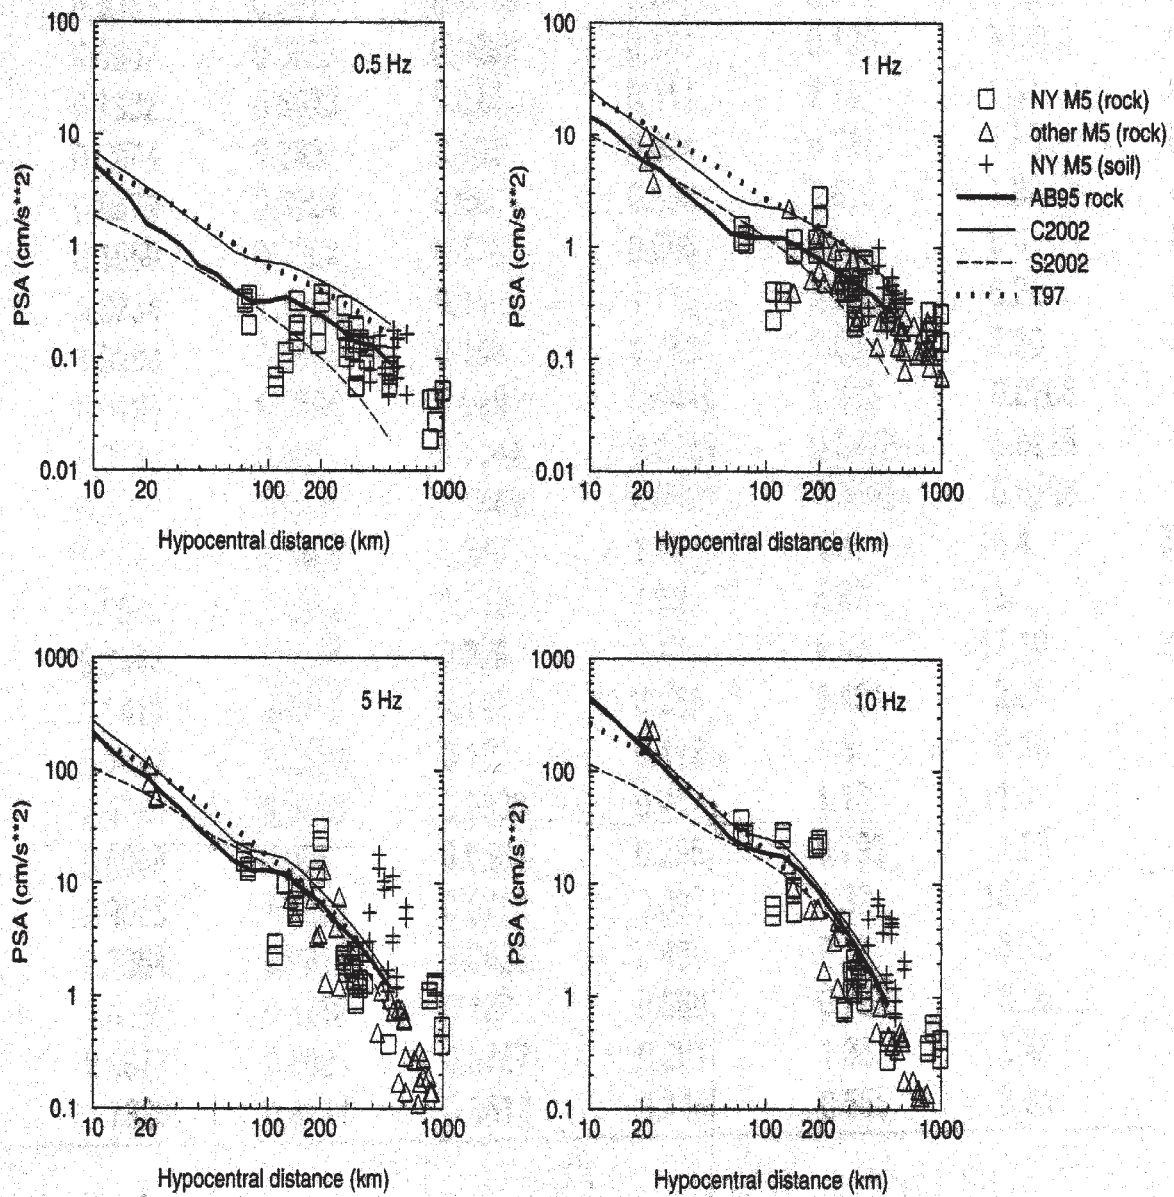 100
10
1
0.1
0.01
PSA (cm/s**2)
0.5 Hz
10 20 100 200 1000
Hypocentral distance (km)
100
10
1
0.1
0.01
PSA (cm/s**2)
1 Hz
10 20 100 200 1000
Hypocentral distance (km)
NY M5 (rock)
other M5 (rock)
NY M5 (soil)
AB95 rock
C2002
S2002
T97
1000
100
10
1
0.1
PSA (cm/s**2)
5 Hz
10 20 100 200 1000
Hypocentral distance (km)
1000
100
10
1
0.1
PSA (cm/s**2)
10 Hz
10 20 100 200 1000
Hypocentral distance (km)